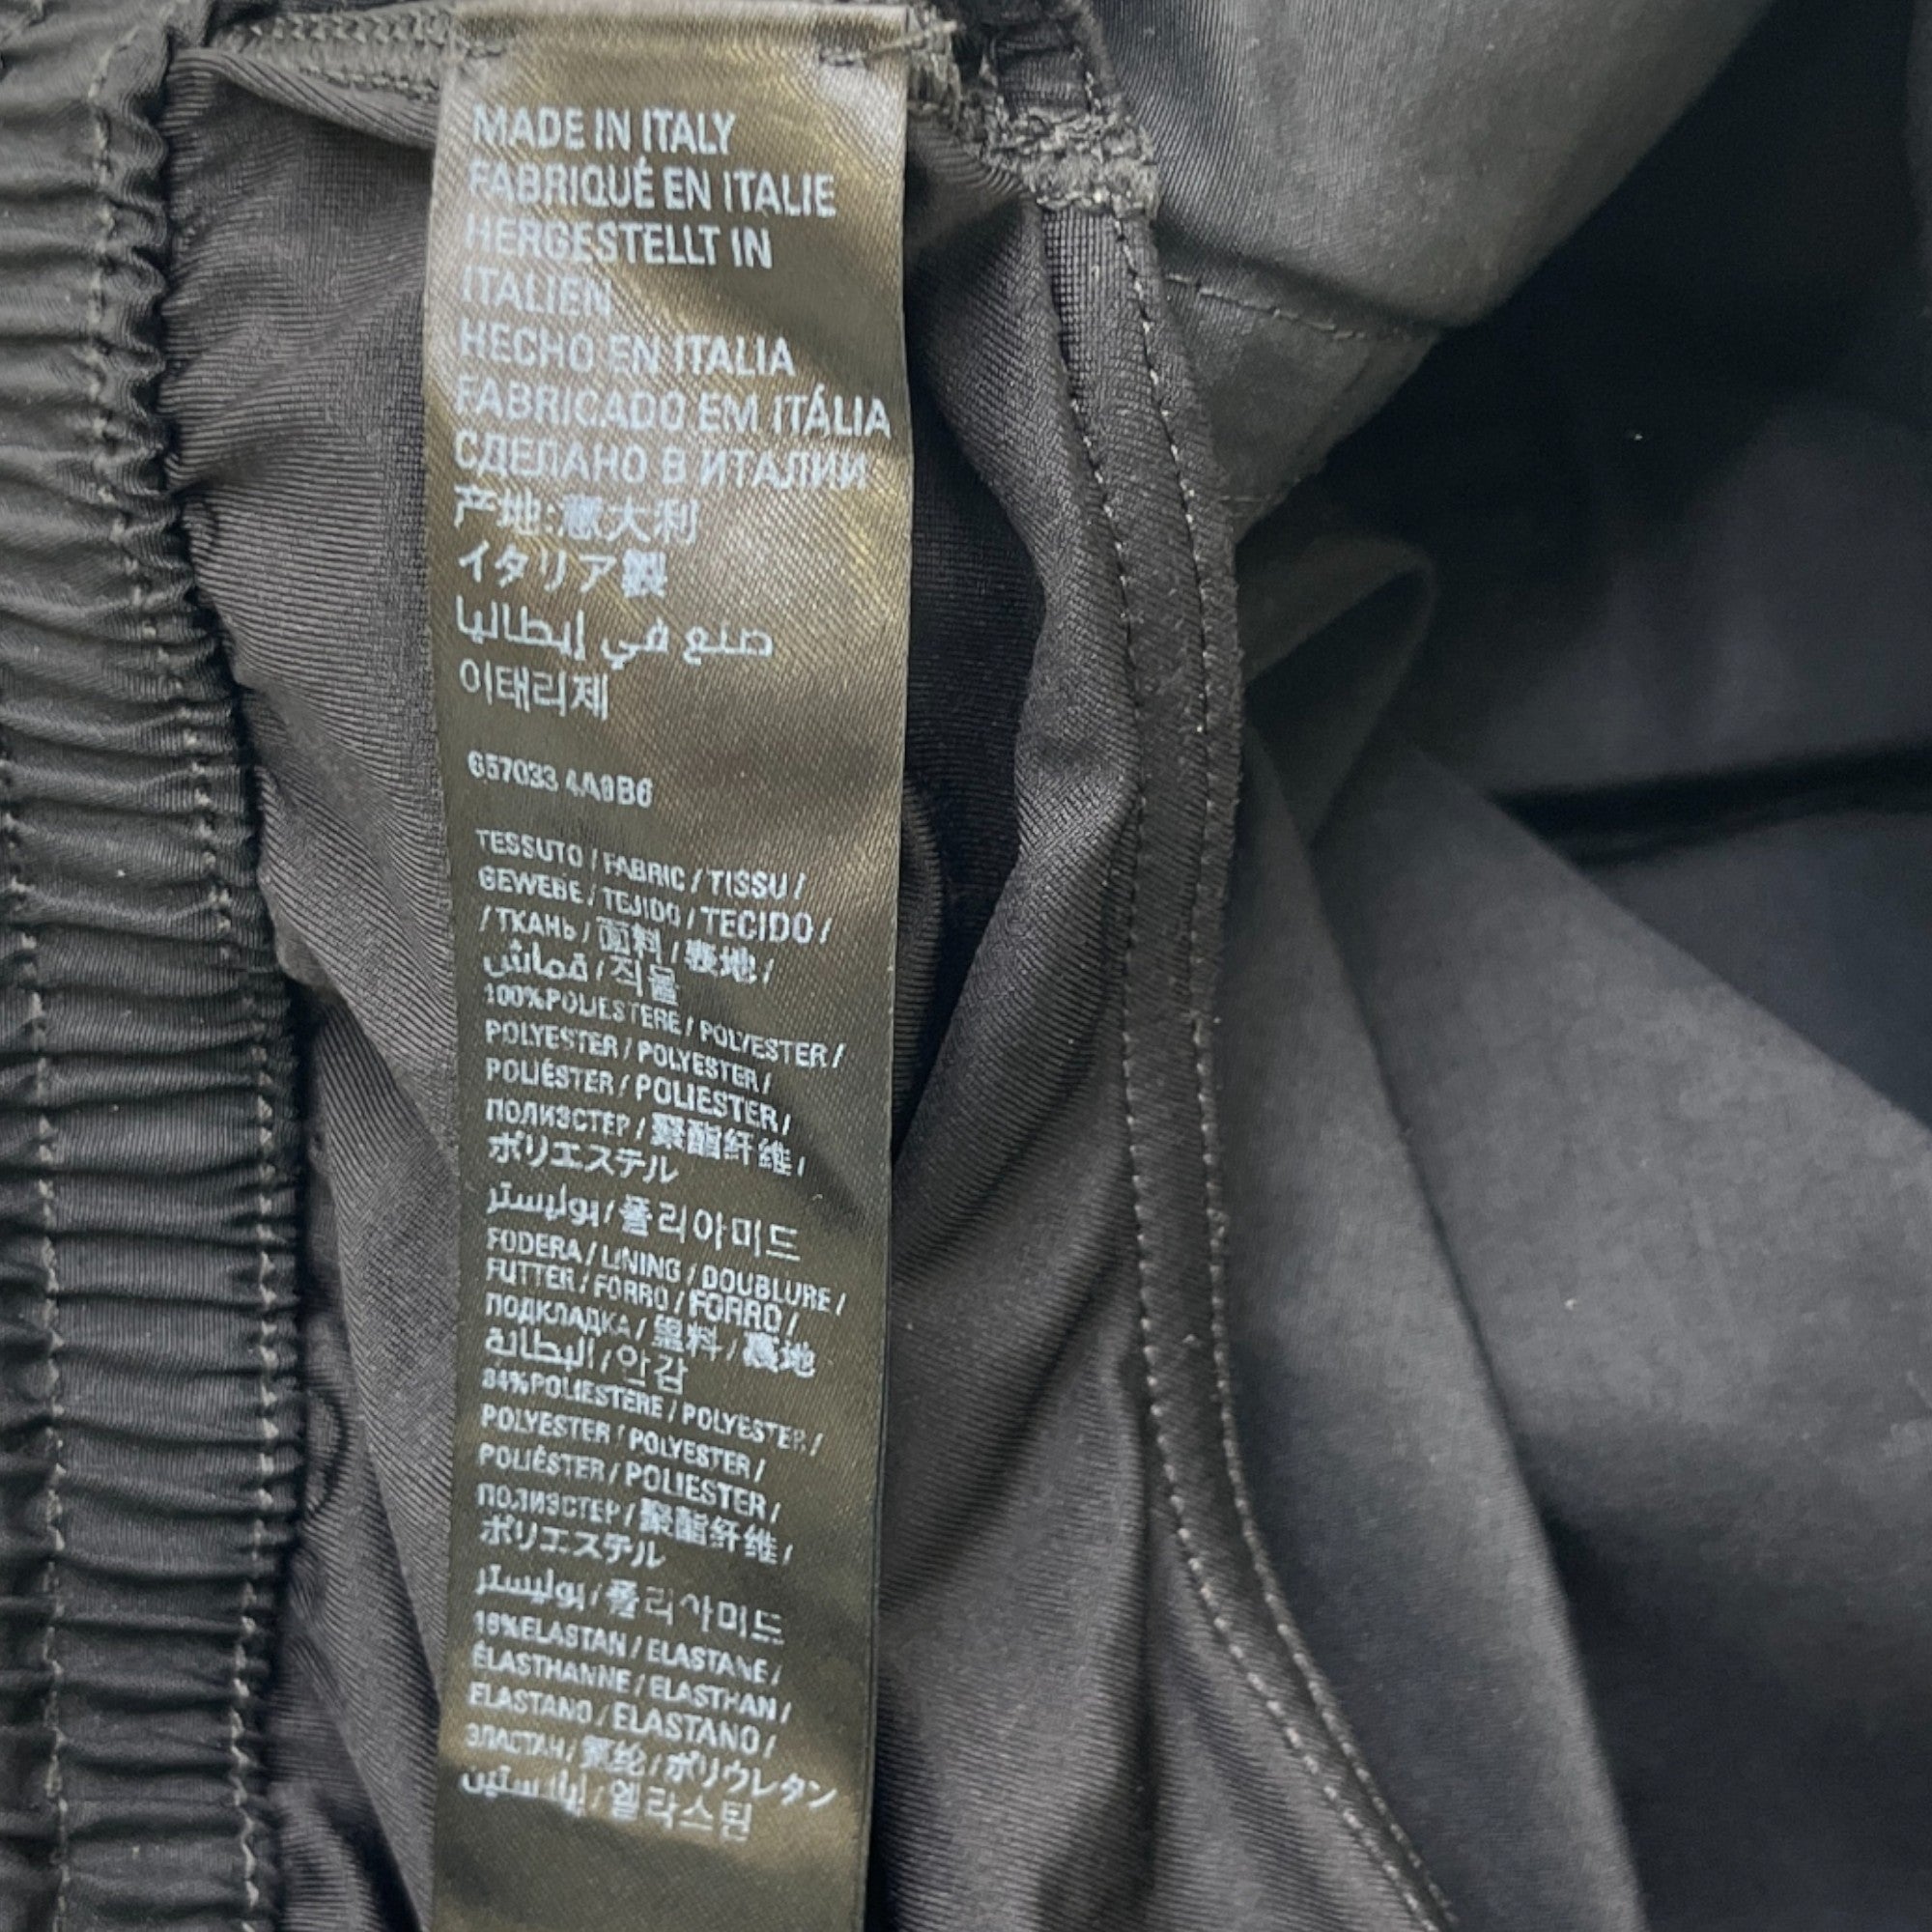 MADE IN ITALY
FABRIQUÉ EN ITALIE
HERGESTELLT IN
ITALIEN
HECHO EN ITALIA
FABRICADO EM ITÁLIA
СДЕЛАНО В ИТАЛИИ
产地:意大利
イタリア製
صنع في إيطاليا
이태리제
657033 4A9B6
TESSUTO / FABRIC / TISSU /
GEWEBE / TEJIDO / TECIDO /
/ ТКАНЬ / 面料 / 表地 /
قماش / 직물
100%POLIESTERE / POLYESTER /
POLYESTER / POLYESTER /
POLIÉSTER / POLIESTER /
ПОЛИЭСТЕР / 聚酯纤维 /
ポリエステル
بوليستر / 폴리아미드
FODERA / LINING / DOUBLURE /
FUTTER / FORRO / FORRO /
ПОДКЛАДКА / 里料 / 裏地
البطانة / 안감
84%POLIESTERE / POLYESTER /
POLYESTER / POLYESTER /
POLIÉSTER / POLIESTER /
ПОЛИЭСТЕР / 聚酯纤维 /
ポリエステル
بوليستر / 폴리아미드
16%ELASTAN / ELASTANE /
ÉLASTHANNE / ELASTHAN /
ELASTANO / ELASTANO /
ЭЛАСТАН / 氨纶 / ポリウレタン
إيلاستين / 엘라스틴